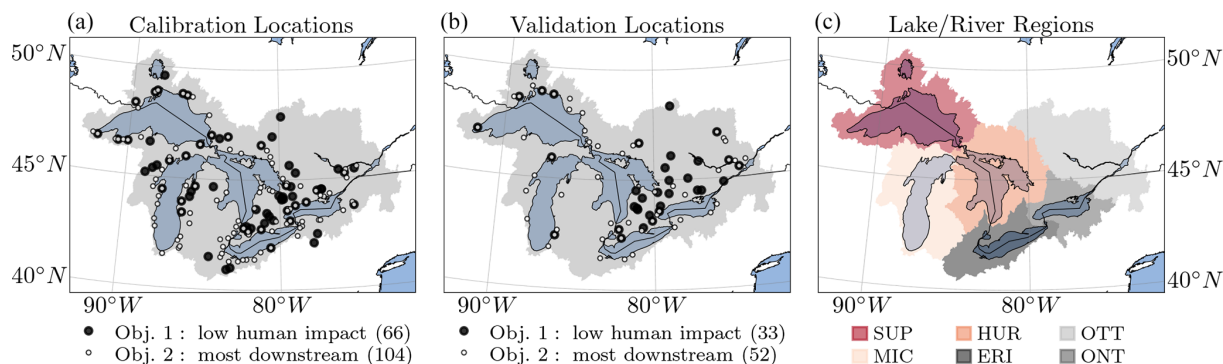 (a) Calibration Locations
(b) Validation Locations
(c) Lake/River Regions
50°N
45°N
40°N
50°N
45°N
40°N
90°W 80°W
90°W 80°W
90°W 80°W
Obj. 1 : low human impact (66)
Obj. 2 : most downstream (104)
Obj. 1 : low human impact (33)
Obj. 2 : most downstream (52)
SUP HUR OTT
MIC ERI ONT